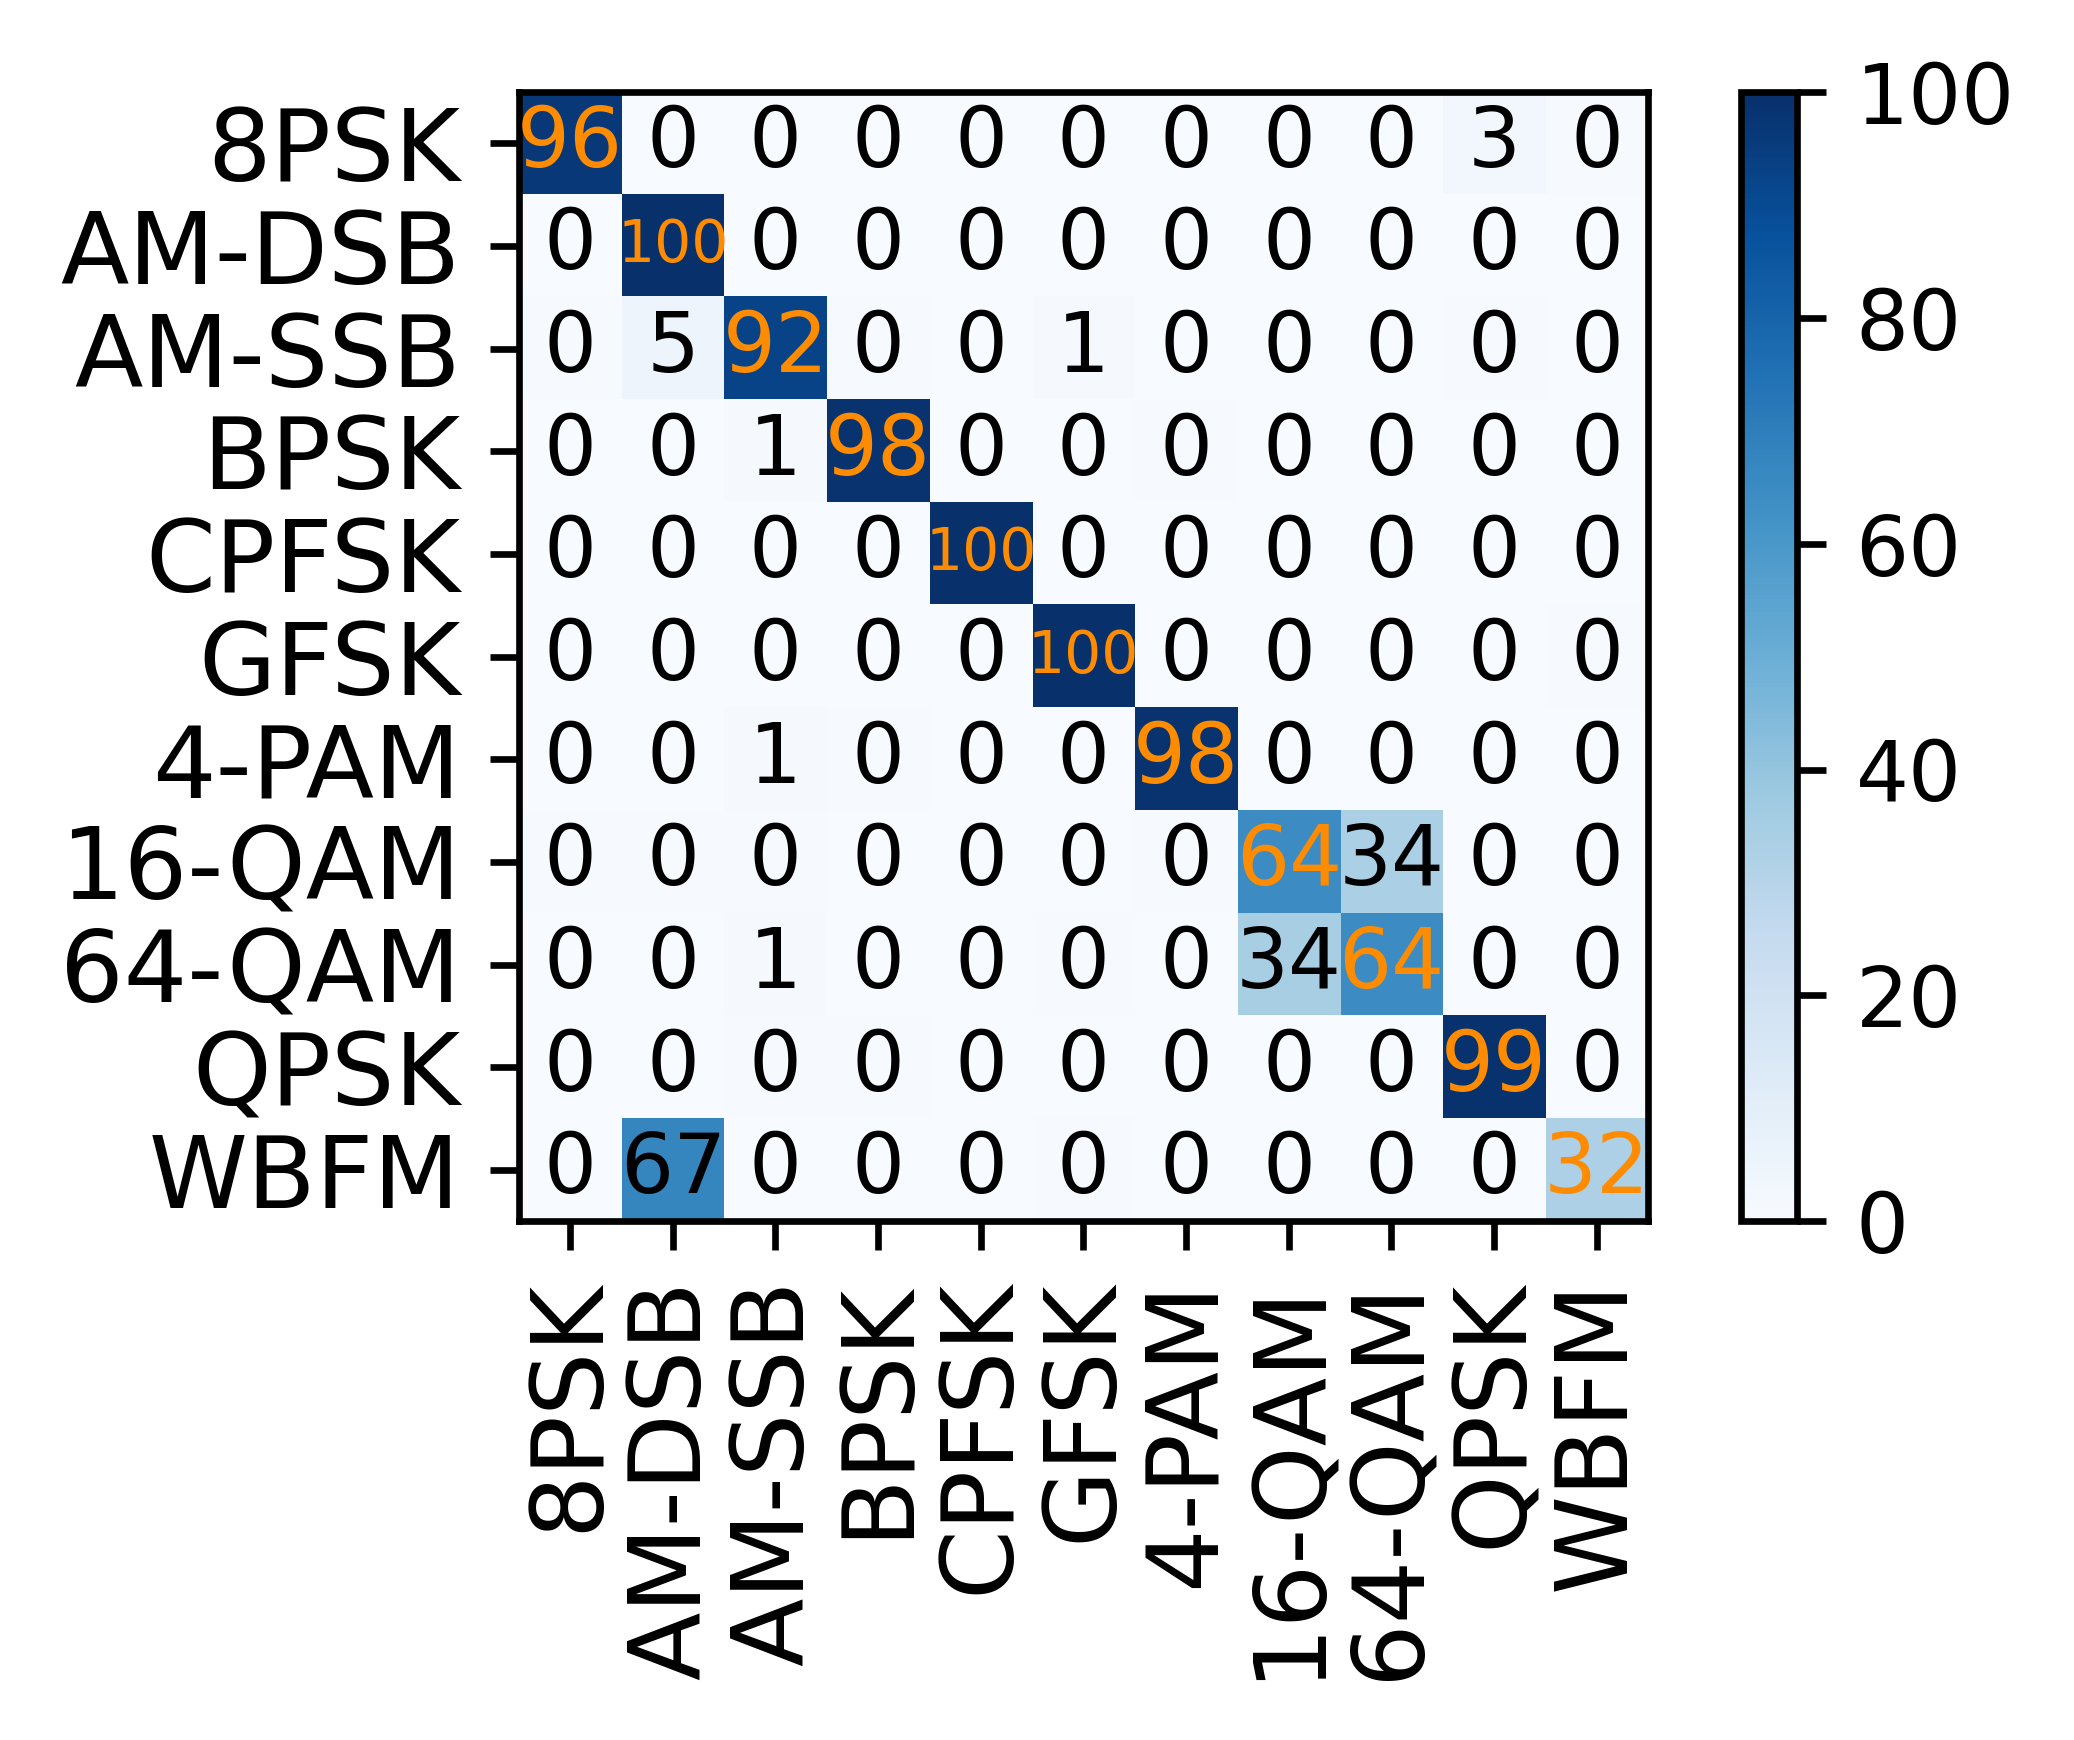 8PSK 96 0 0 0 0 0 0 0 0 3 0
AM-DSB 0 100 0 0 0 0 0 0 0 0 0
AM-SSB 0 5 92 0 0 1 0 0 0 0 0
BPSK 0 0 1 98 0 0 0 0 0 0 0
CPFSK 0 0 0 0 100 0 0 0 0 0 0
GFSK 0 0 0 0 0 100 0 0 0 0 0
4-PAM 0 0 1 0 0 0 98 0 0 0 0
16-QAM 0 0 0 0 0 0 0 64 34 0 0
64-QAM 0 0 1 0 0 0 0 34 64 0 0
QPSK 0 0 0 0 0 0 0 0 0 99 0
WBFM 0 67 0 0 0 0 0 0 0 0 32
8PSK
AM-DSB
AM-SSB
BPSK
CPFSK
GFSK
4-PAM
16-QAM
64-QAM
QPSK
WBFM
100
80
60
40
20
0